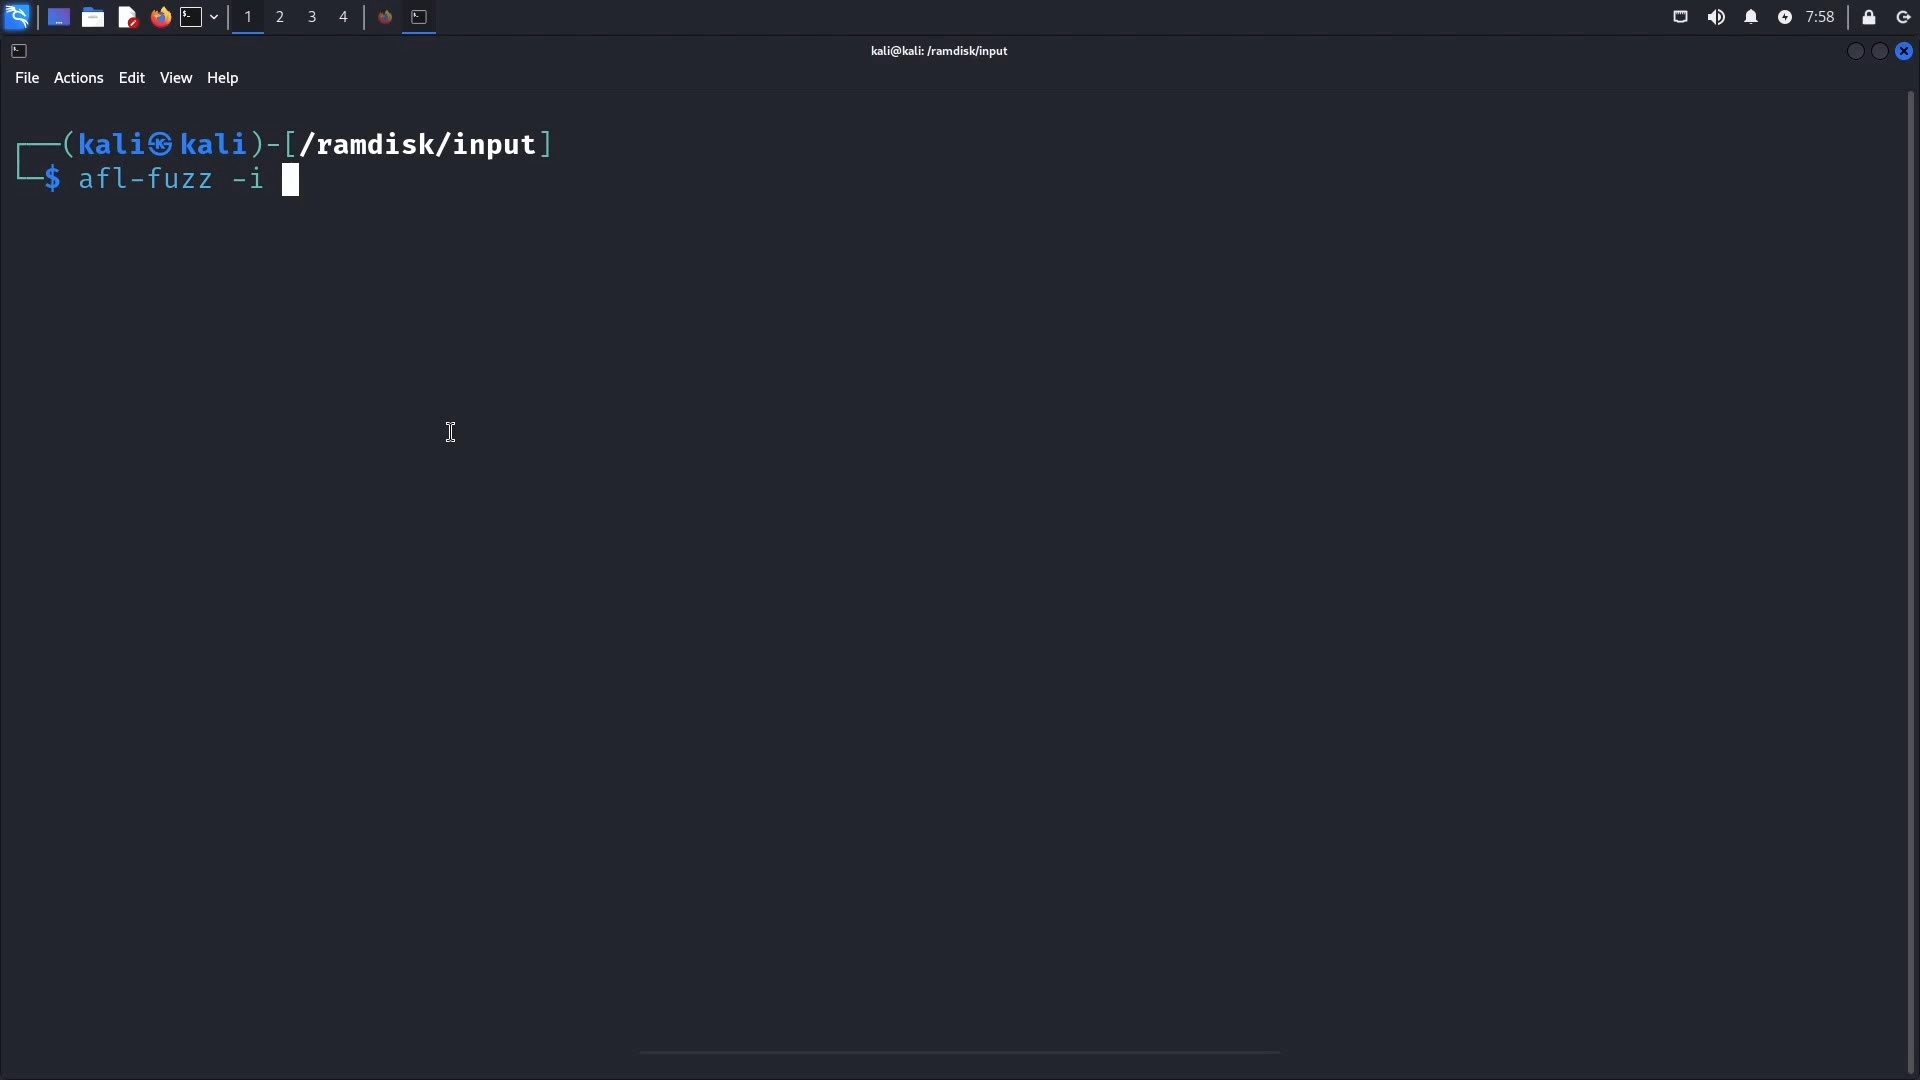 1 2 3 4 7:58
kali@kali: /ramdisk/input
File Actions Edit View Help
(kali㉿kali)-[/ramdisk/input]
$ afl-fuzz -i